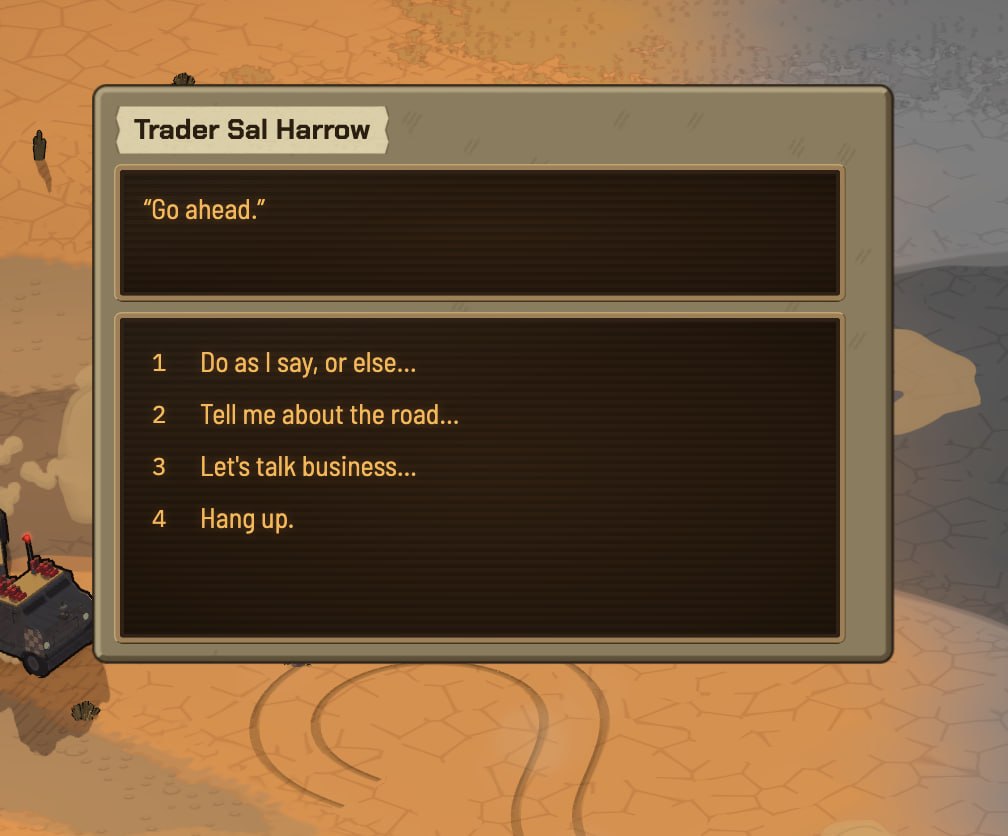 Trader Sal Harrow
“Go ahead.”
1 Do as I say, or else...
2 Tell me about the road...
3 Let's talk business...
4 Hang up.